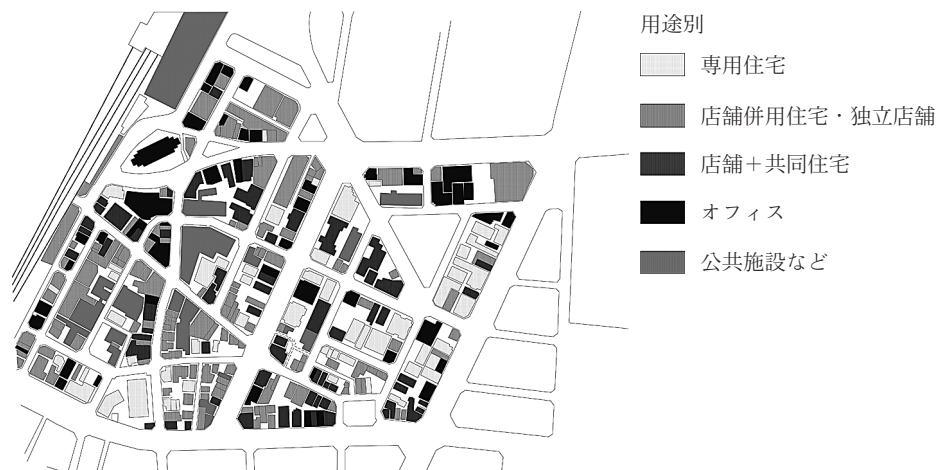 用途別
専用住宅
店舗併用住宅・独立店舗
店舗＋共同住宅
オフィス
公共施設など